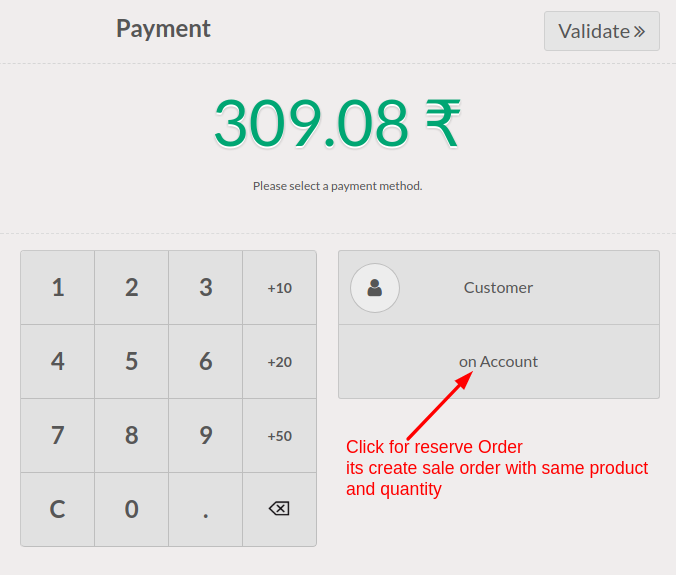 Payment
Validate »
309.08 ₹
Please select a payment method.
1 2 3 +10
Customer
4 5 6 +20
on Account
7 8 9 +50
Click for reserve Order
its create sale order with same product
and quantity
C 0 .